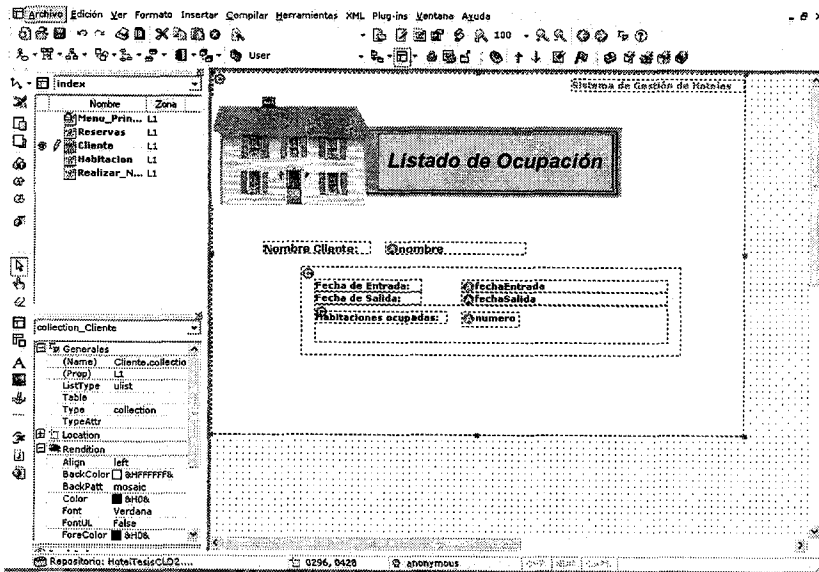 Archivo Edición Ver Formato Insertar Compilar Herramientas XML Plug-ins Ventana Ayuda
100
User
index
Nombre Zona
Menu_Prin... L1
Reservas L1
Cliente L1
Habitacion L1
Realizar_N... L1
Sistema de Gestión de Hoteles
Listado de Ocupación
Nombre Cliente: nombre
Fecha de Entrada: fechaEntrada
Fecha de Salida: fechaSalida
Habitaciones ocupadas: numero
collection_Cliente
Generales
(Name) Cliente.collectio
(Prop) L1
ListType ulist
Table
Type collection
TypeAttr
Location
Rendition
Align left
BackColor &HFFFFFF&
BackPatt mosaic
Color &H0&
Font Verdana
FontUL False
ForeColor &H0&
Repositorio: HotelTesisCLD2....
0296, 0428
anonymous